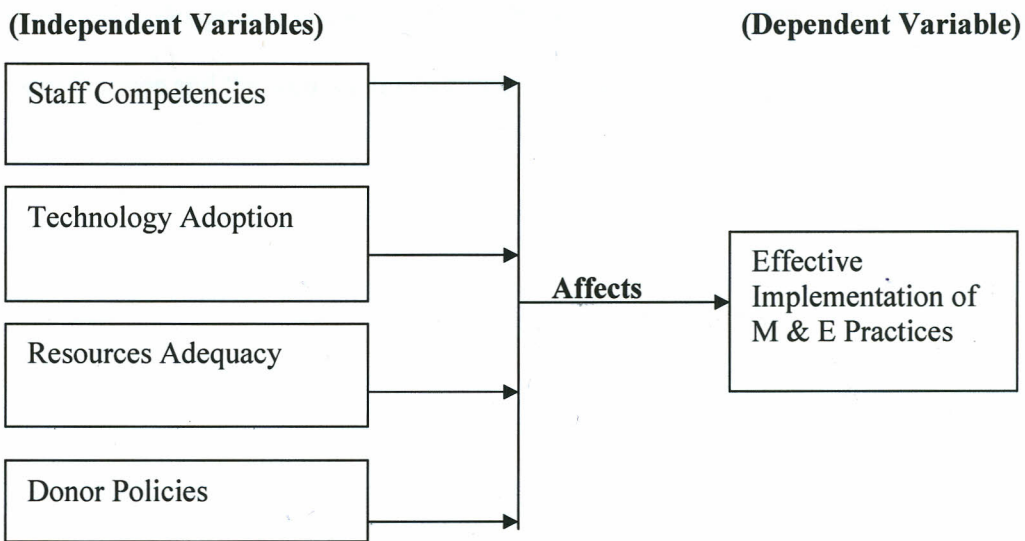 (Independent Variables)
(Dependent Variable)
Staff Competencies
Technology Adoption
Resources Adequacy
Donor Policies
Affects
Effective
Implementation of
M & E Practices